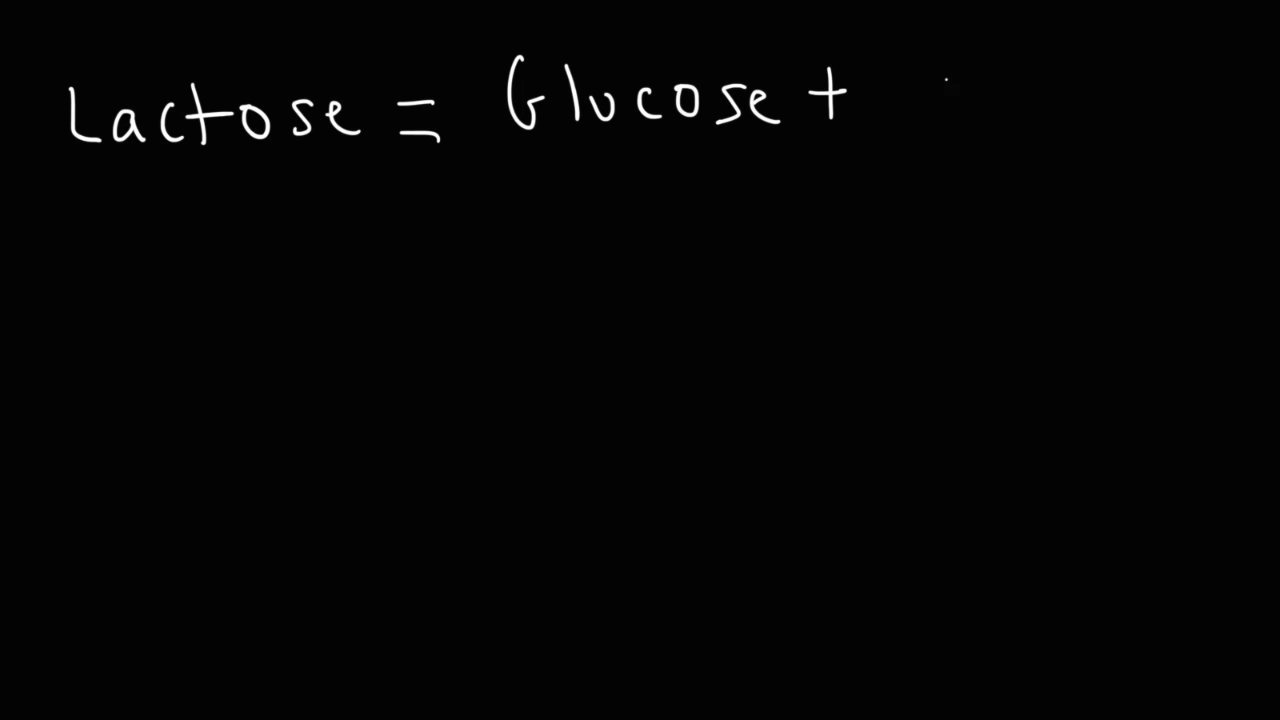 Lactose = Glucose +